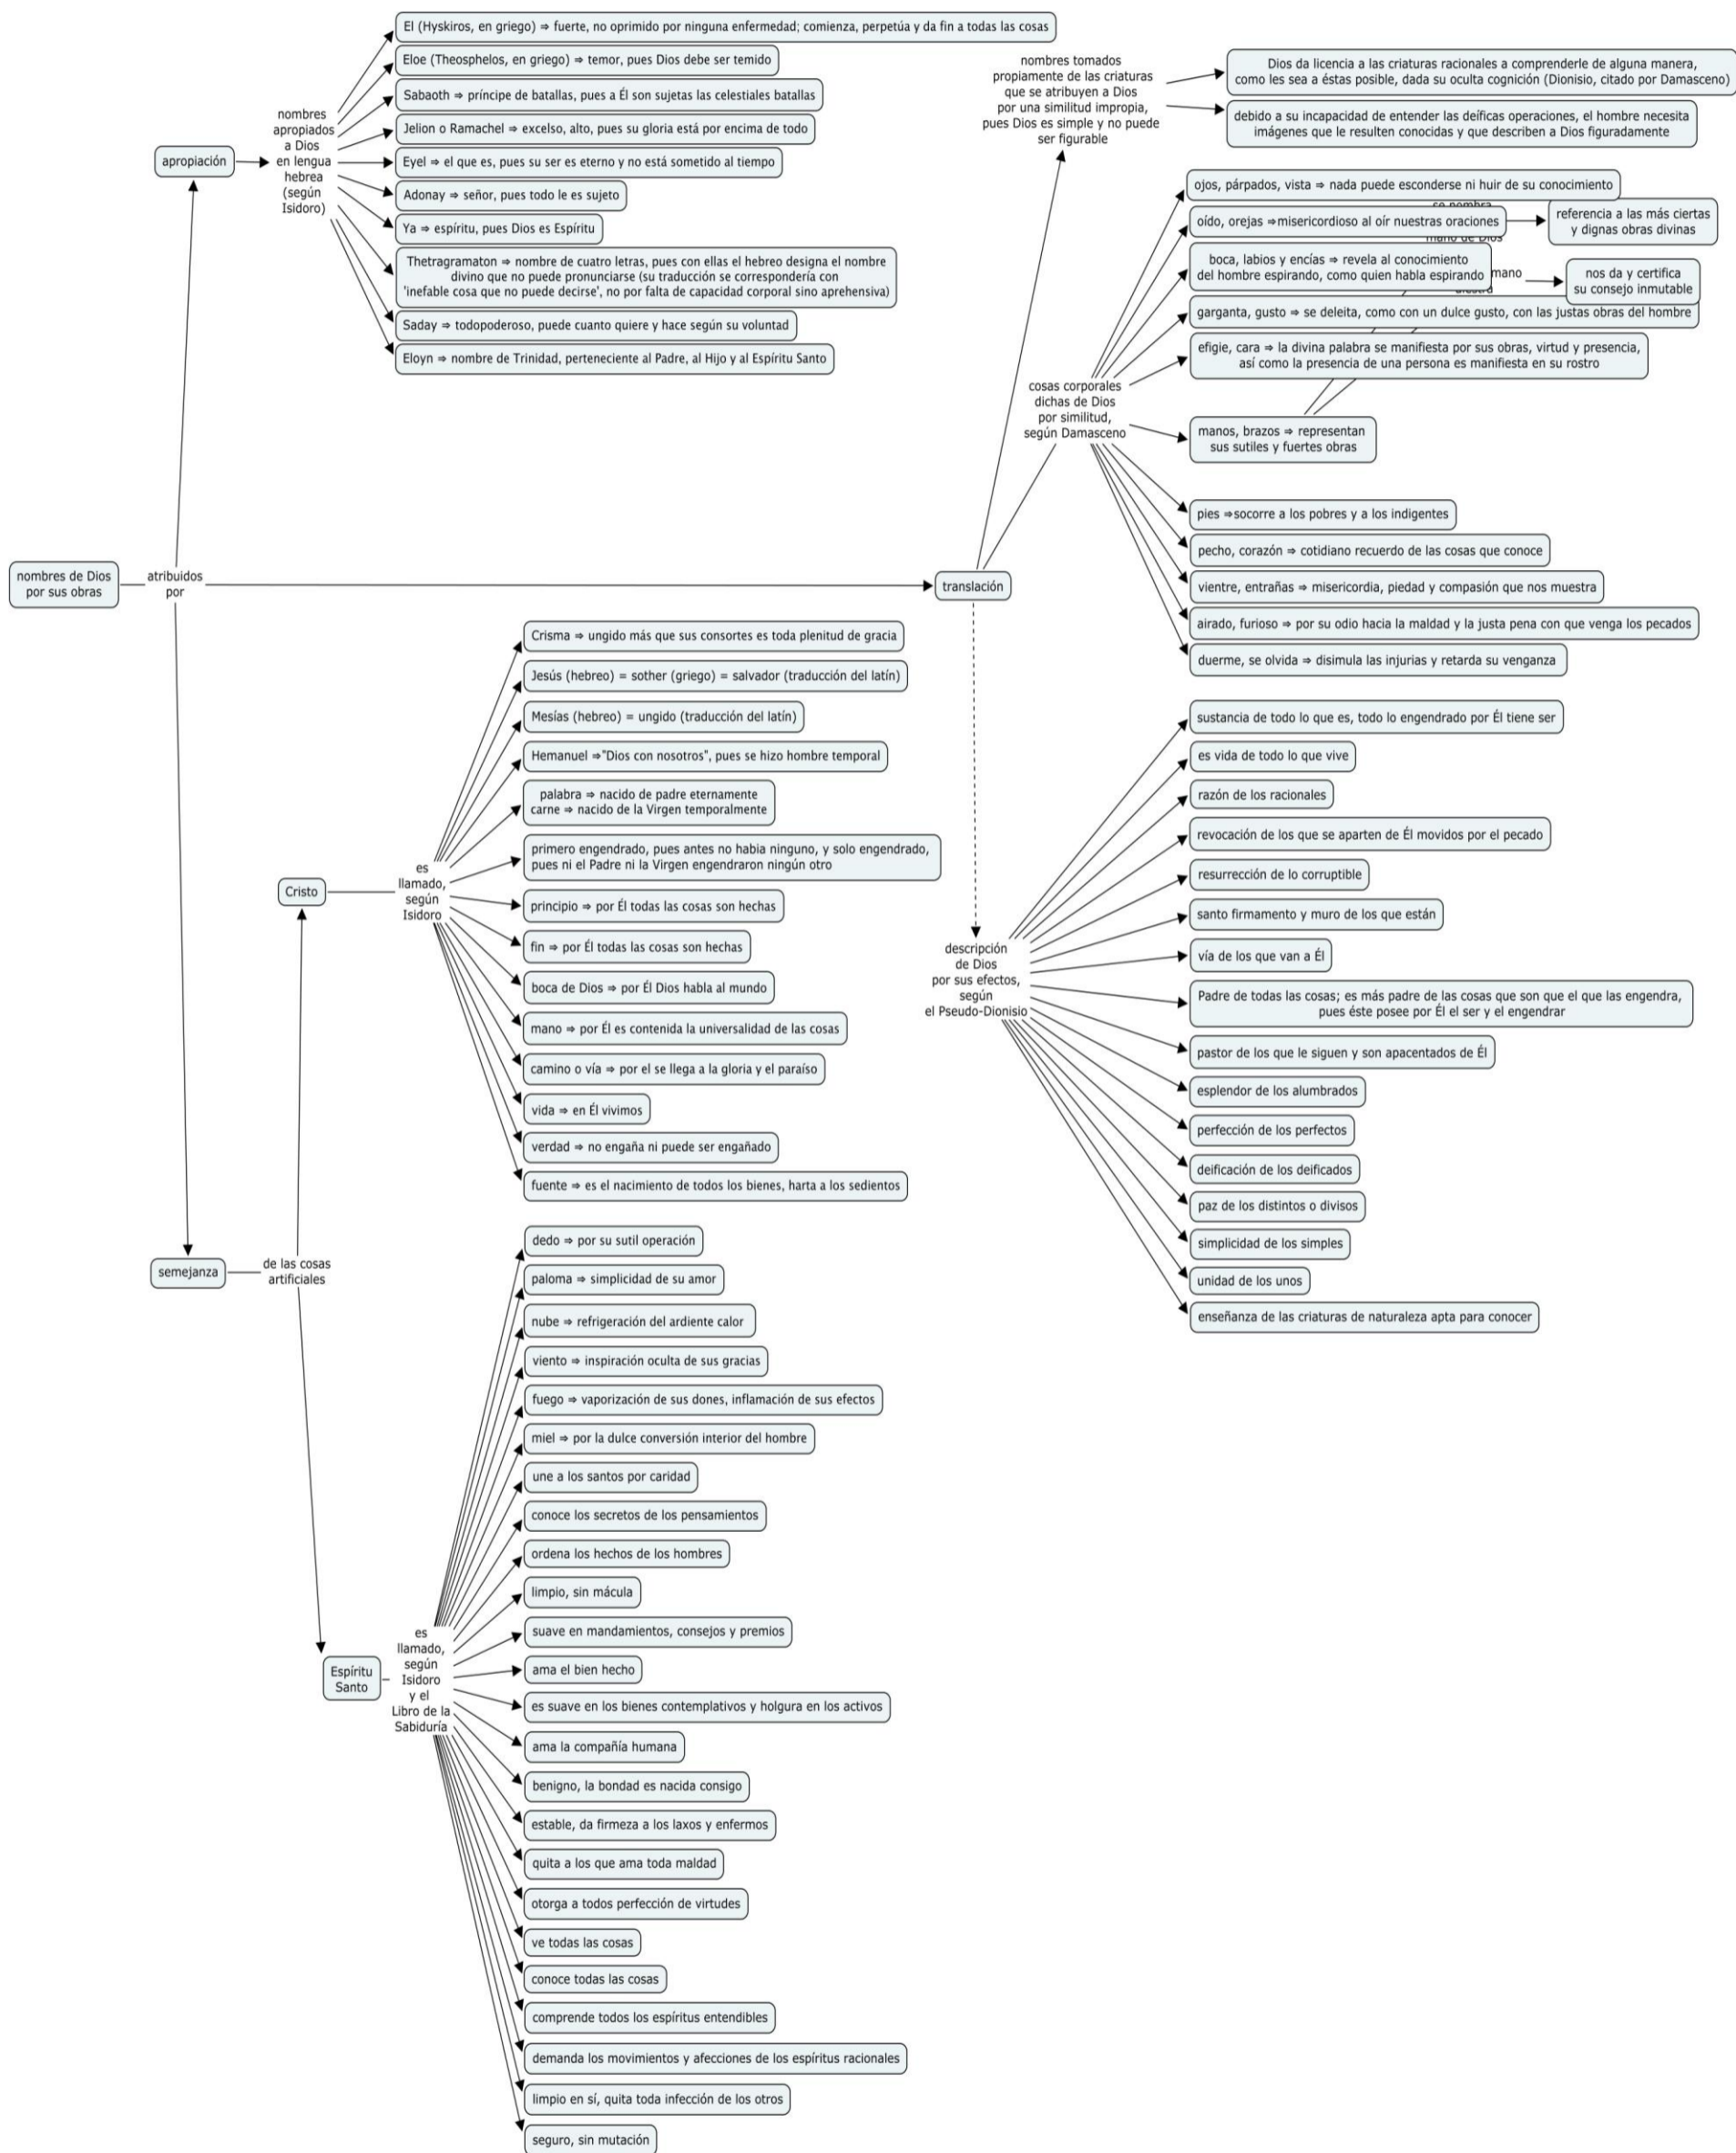 nombres de Dios
por sus obras
atribuidos
por
apropiación
nombres
apropiados
a Dios
en lengua
hebrea
(según
Isidoro)
El (Hyskiros, en griego) ⇒ fuerte, no oprimido por ninguna enfermedad; comienza, perpetúa y da fin a todas las cosas
Eloe (Theosphelos, en griego) ⇒ temor, pues Dios debe ser temido
Sabaoth ⇒ príncipe de batallas, pues a Él son sujetas las celestiales batallas
Jelion o Ramachel ⇒ excelso, alto, pues su gloria está por encima de todo
Eyel ⇒ el que es, pues su ser es eterno y no está sometido al tiempo
Adonay ⇒ señor, pues todo le es sujeto
Ya ⇒ espíritu, pues Dios es Espíritu
Thetragramaton ⇒ nombre de cuatro letras, pues con ellas el hebreo designa el nombre
divino que no puede pronunciarse (su traducción se correspondería con
'inefable cosa que no puede decirse', no por falta de capacidad corporal sino aprehensiva)
Saday ⇒ todopoderoso, puede cuanto quiere y hace según su voluntad
Eloyn ⇒ nombre de Trinidad, perteneciente al Padre, al Hijo y al Espíritu Santo
translación
nombres tomados
propiamente de las criaturas
que se atribuyen a Dios
por una similitud impropia,
pues Dios es simple y no puede
ser figurable
Dios da licencia a las criaturas racionales a comprenderle de alguna manera,
como les sea a éstas posible, dada su oculta cognición (Dionisio, citado por Damasceno)
debido a su incapacidad de entender las deíficas operaciones, el hombre necesita
imágenes que le resulten conocidas y que describen a Dios figuradamente
cosas corporales
dichas de Dios
por similitud,
según Damasceno
ojos, párpados, vista ⇒ nada puede esconderse ni huir de su conocimiento
oído, orejas ⇒misericordioso al oír nuestras oraciones
referencia a las más ciertas
y dignas obras divinas
boca, labios y encías ⇒ revela al conocimiento
del hombre espirando, como quien habla espirando
mano
nos da y certifica
su consejo inmutable
garganta, gusto ⇒ se deleita, como con un dulce gusto, con las justas obras del hombre
efigie, cara ⇒ la divina palabra se manifiesta por sus obras, virtud y presencia,
así como la presencia de una persona es manifiesta en su rostro
manos, brazos ⇒ representan
sus sutiles y fuertes obras
pies ⇒socorre a los pobres y a los indigentes
pecho, corazón ⇒ cotidiano recuerdo de las cosas que conoce
vientre, entrañas ⇒ misericordia, piedad y compasión que nos muestra
airado, furioso ⇒ por su odio hacia la maldad y la justa pena con que venga los pecados
duerme, se olvida ⇒ disimula las injurias y retarda su venganza
descripción
de Dios
por sus efectos,
según
el Pseudo-Dionisio
sustancia de todo lo que es, todo lo engendrado por Él tiene ser
es vida de todo lo que vive
razón de los racionales
revocación de los que se aparten de Él movidos por el pecado
resurrección de lo corruptible
santo firmamento y muro de los que están
vía de los que van a Él
Padre de todas las cosas; es más padre de las cosas que son que el que las engendra,
pues éste posee por Él el ser y el engendrar
pastor de los que le siguen y son apacentados de Él
esplendor de los alumbrados
perfección de los perfectos
deificación de los deificados
paz de los distintos o divisos
simplicidad de los simples
unidad de los unos
enseñanza de las criaturas de naturaleza apta para conocer
semejanza
de las cosas
artificiales
Cristo
es
llamado,
según
Isidoro
Crisma ⇒ ungido más que sus consortes es toda plenitud de gracia
Jesús (hebreo) = sother (griego) = salvador (traducción del latín)
Mesías (hebreo) = ungido (traducción del latín)
Hemanuel ⇒"Dios con nosotros", pues se hizo hombre temporal
palabra ⇒ nacido de padre eternamente
carne ⇒ nacido de la Virgen temporalmente
primero engendrado, pues antes no habia ninguno, y solo engendrado,
pues ni el Padre ni la Virgen engendraron ningún otro
principio ⇒ por Él todas las cosas son hechas
fin ⇒ por Él todas las cosas son hechas
boca de Dios ⇒ por Él Dios habla al mundo
mano ⇒ por Él es contenida la universalidad de las cosas
camino o vía ⇒ por el se llega a la gloria y el paraíso
vida ⇒ en Él vivimos
verdad ⇒ no engaña ni puede ser engañado
fuente ⇒ es el nacimiento de todos los bienes, harta a los sedientos
Espíritu
Santo
es
llamado,
según
Isidoro
y el
Libro de la
Sabiduría
dedo ⇒ por su sutil operación
paloma ⇒ simplicidad de su amor
nube ⇒ refrigeración del ardiente calor
viento ⇒ inspiración oculta de sus gracias
fuego ⇒ vaporización de sus dones, inflamación de sus efectos
miel ⇒ por la dulce conversión interior del hombre
une a los santos por caridad
conoce los secretos de los pensamientos
ordena los hechos de los hombres
limpio, sin mácula
suave en mandamientos, consejos y premios
ama el bien hecho
es suave en los bienes contemplativos y holgura en los activos
ama la compañía humana
benigno, la bondad es nacida consigo
estable, da firmeza a los laxos y enfermos
quita a los que ama toda maldad
otorga a todos perfección de virtudes
ve todas las cosas
conoce todas las cosas
comprende todos los espíritus entendibles
demanda los movimientos y afecciones de los espíritus racionales
limpio en sí, quita toda infección de los otros
seguro, sin mutación